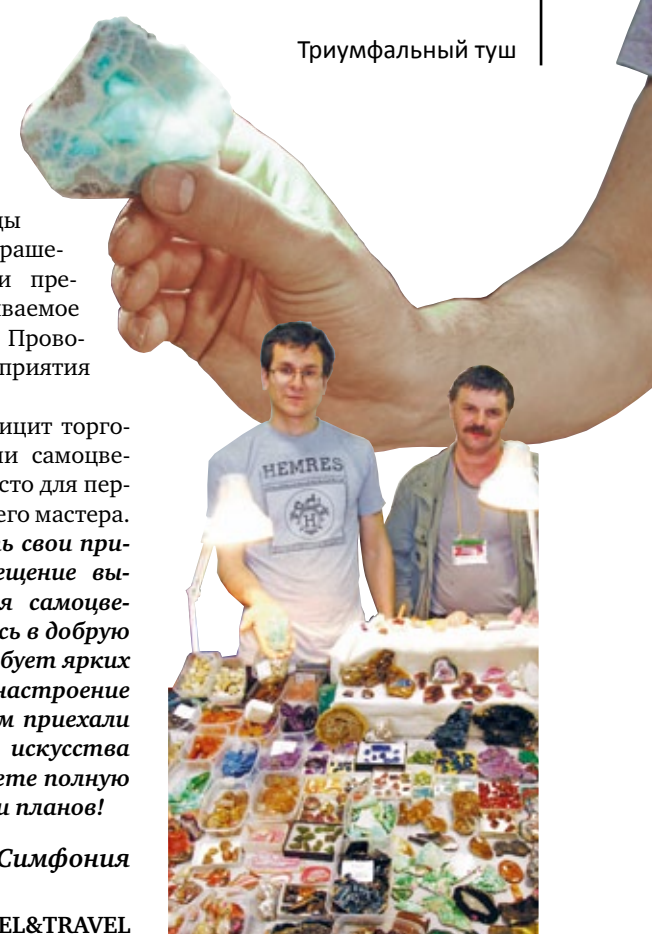 Триумфальный туш
ды
раше-
и пре-
ваемое
Прово-
приятия
ицит торго-
ии самоцве-
сто для пер-
его мастера.
ь свои при-
ещение вы-
я самоцве-
сь в добрую
бует ярких
настроение
м приехали
искусства
ете полную
и планов!
Симфония
EL&TRAVEL
HEMRES
H